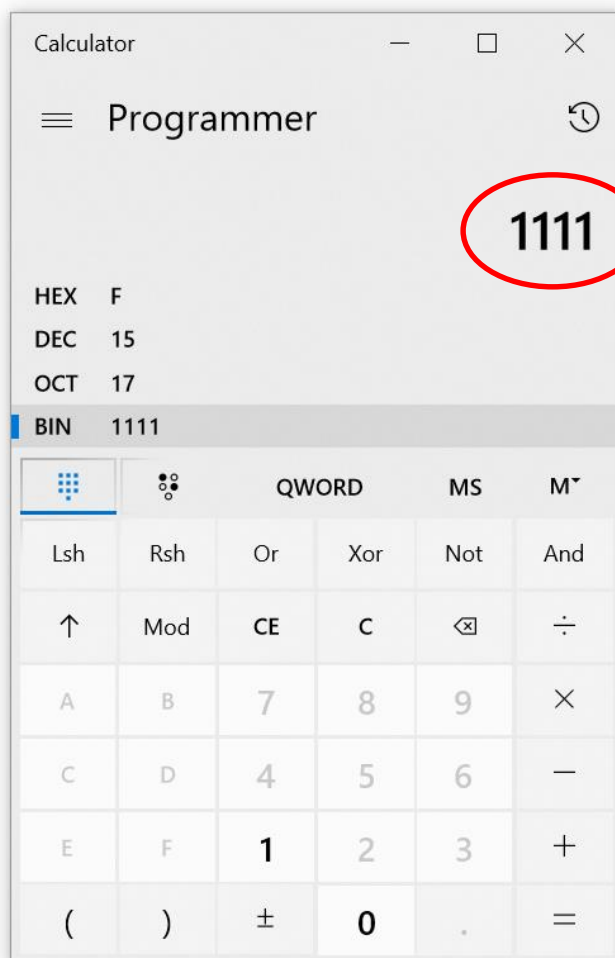 Calculator
Programmer
1111
HEX F
DEC 15
OCT 17
BIN 1111
QWORD MS M
Lsh Rsh Or Xor Not And
↑ Mod CE C ÷
A B 7 8 9 ×
C D 4 5 6 −
E F 1 2 3 +
( ) ± 0 . =